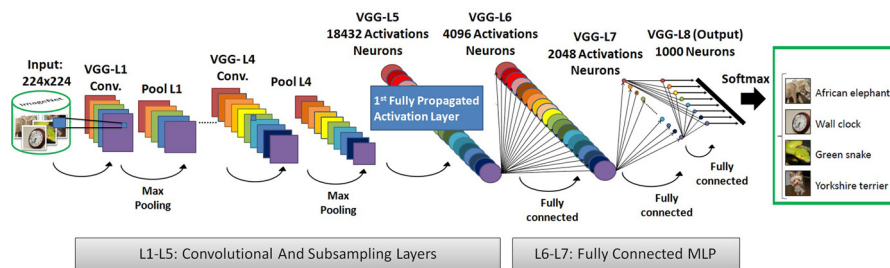 Input:
224x224
ImageNet
VGG-L1
Conv.
Pool L1
VGG- L4
Conv.
Pool L4
VGG-L5
18432 Activations
Neurons
1st Fully Propagated
Activation Layer
VGG-L6
4096 Activations
Neurons
VGG-L7
2048 Activations
Neurons
VGG-L8 (Output)
1000 Neurons
Softmax
African elephant
Wall clock
Green snake
Yorkshire terrier
Max
Pooling
Max
Pooling
Fully
connected
Fully
connected
Fully
connected
L1-L5: Convolutional And Subsampling Layers
L6-L7: Fully Connected MLP